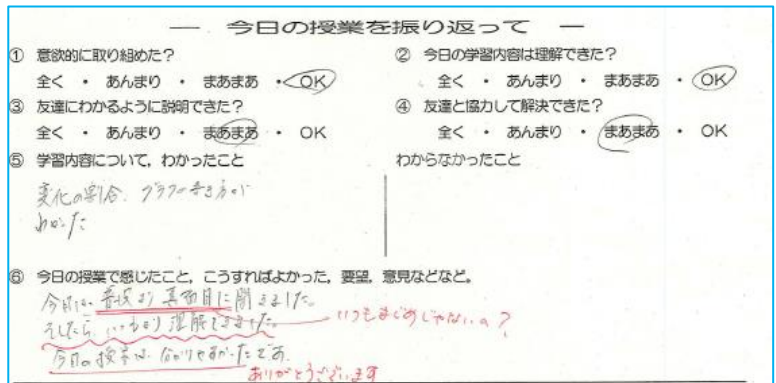 ― 今日の授業を振り返って ―
① 意欲的に取り組めた?
全く ・ あんまり ・ まあまあ ・ OK
② 今日の学習内容は理解できた?
全く ・ あんまり ・ まあまあ ・ OK
③ 友達にわかるように説明できた?
全く ・ あんまり ・ まあまあ ・ OK
④ 友達と協力して解決できた?
全く ・ あんまり ・ まあまあ ・ OK
⑤ 学習内容について,わかったこと
変化の割合、グラフの書き方が
わかった
わからなかったこと
⑥ 今日の授業で感じたこと,こうすればよかった,要望,意見などなど。
今日は、普段より真面目に聞きました。
そしたら、いつもより理解できました。
いつもまじめじゃないの?
今日の授業は、分かりやすかったです。
ありがとうございます